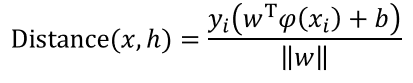 Distance(x, h) = y_i(w^T φ(x_i) + b) / ‖w‖